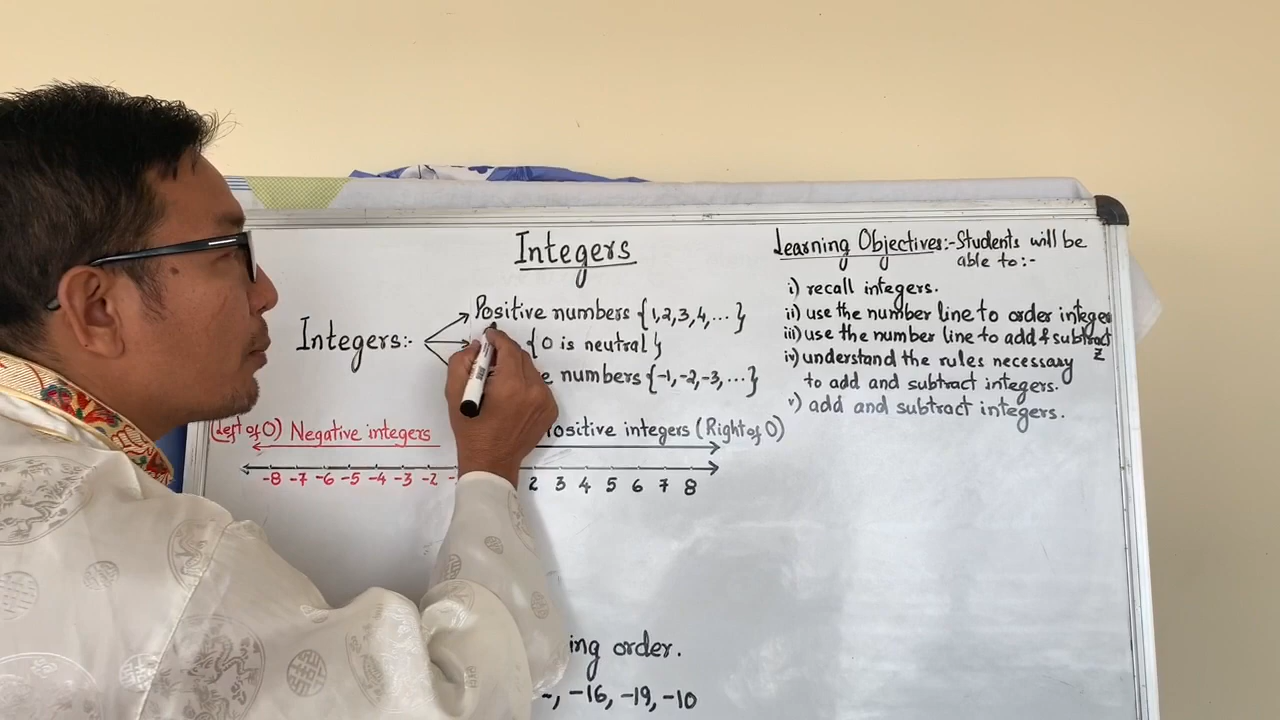 Integers
Integers:-
Positive numbers {1,2,3,4,...}
{0 is neutral}
numbers {-1,-2,-3,...}
(Left of 0) Negative integers
Positive integers (Right of 0)
-8 -7 -6 -5 -4 -3 -2 2 3 4 5 6 7 8
ing order.
-16, -19, -10
Learning Objectives:- Students will be
able to:-
i) recall integers.
ii) use the number line to order integer
iii) use the number line to add & subtract
Z
iv) understand the rules necessary
to add and subtract integers.
v) add and subtract integers.